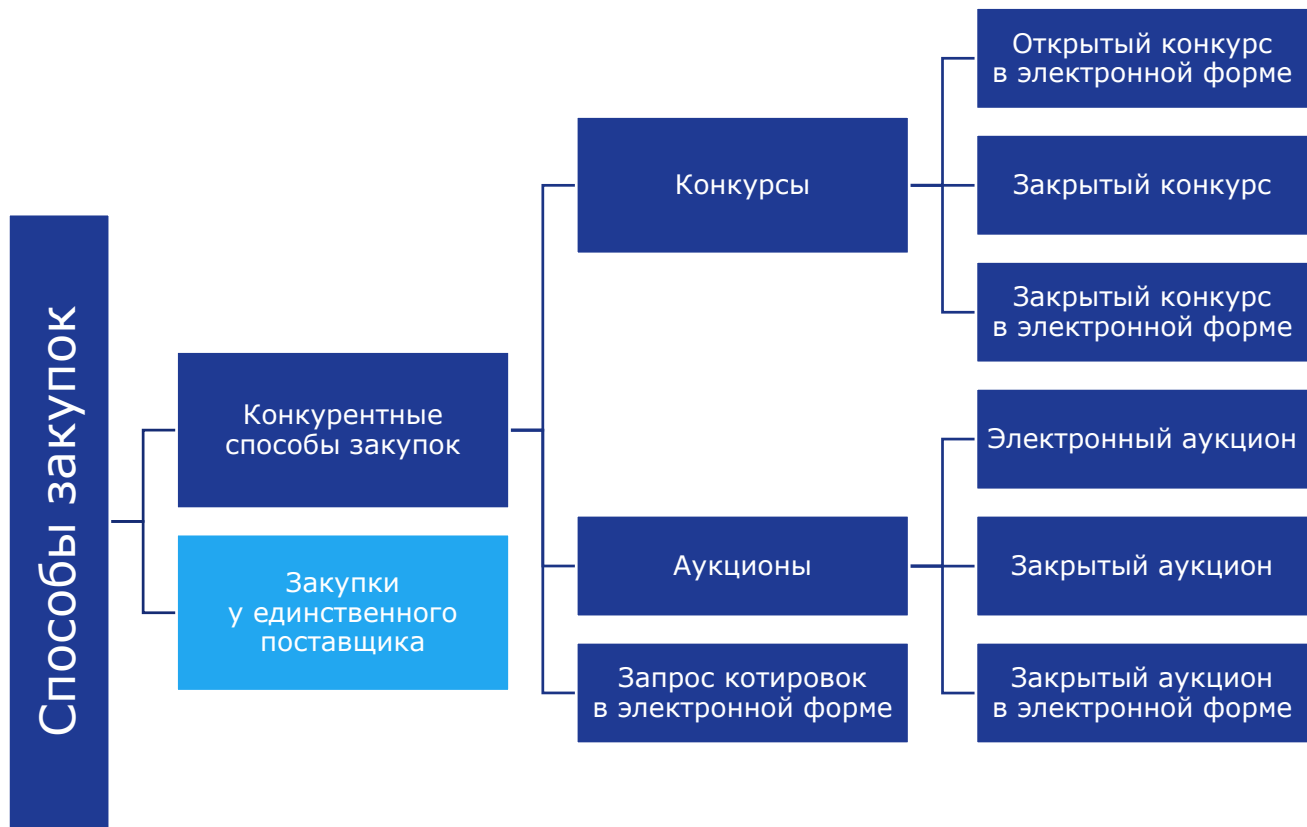 Способы закупок
Конкурентные
способы закупок
Закупки
у единственного
поставщика
Конкурсы
Аукционы
Запрос котировок
в электронной форме
Открытый конкурс
в электронной форме
Закрытый конкурс
Закрытый конкурс
в электронной форме
Электронный аукцион
Закрытый аукцион
Закрытый аукцион
в электронной форме